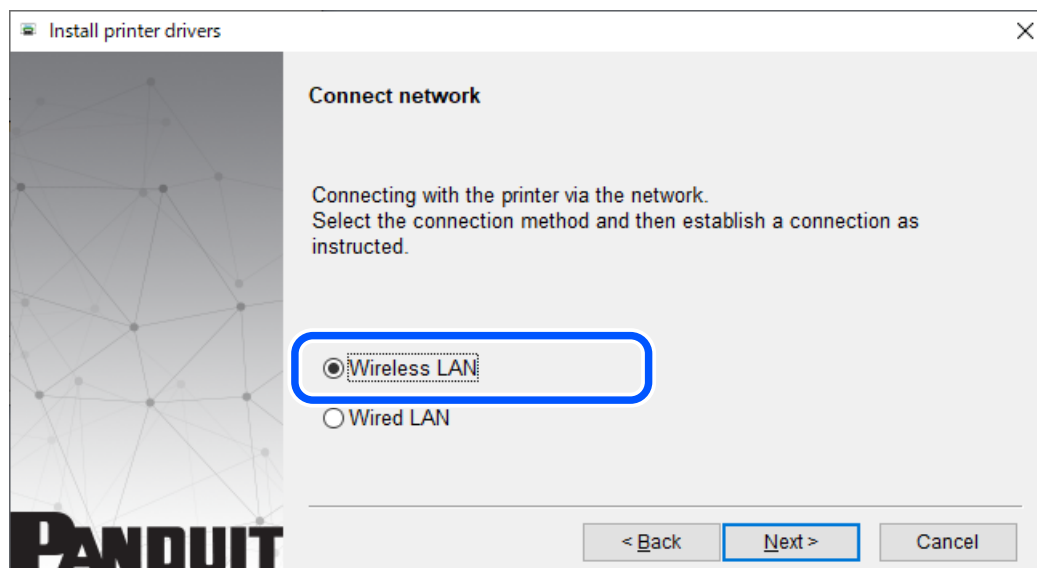 Install printer drivers
Connect network
Connecting with the printer via the network.
Select the connection method and then establish a connection as
instructed.
Wireless LAN
Wired LAN
PANDUIT
< Back
Next >
Cancel